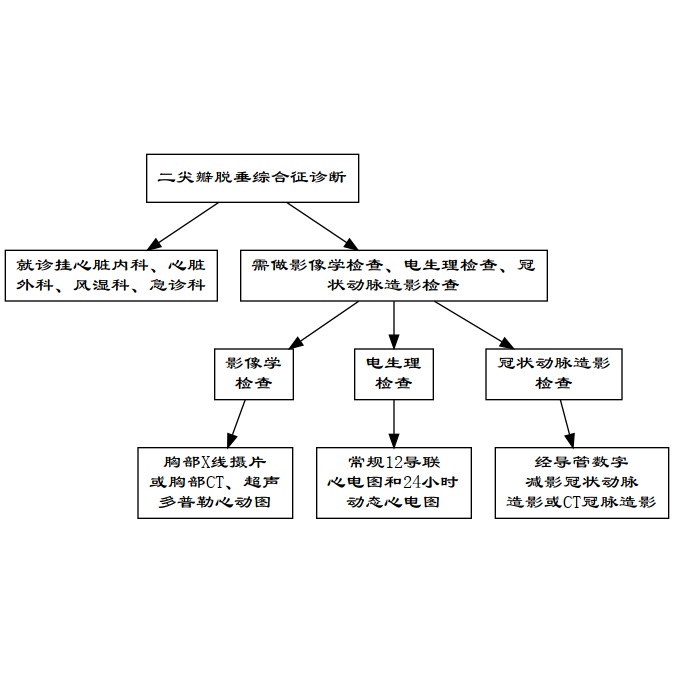 二尖瓣脱垂综合征诊断
就诊挂心脏内科、心脏
外科、风湿科、急诊科
需做影像学检查、电生理检查、冠
状动脉造影检查
影像学
检查
电生理
检查
冠状动脉造影
检查
胸部X线摄片
或胸部CT、超声
多普勒心动图
常规12导联
心电图和24小时
动态心电图
经导管数字
减影冠状动脉
造影或CT冠脉造影